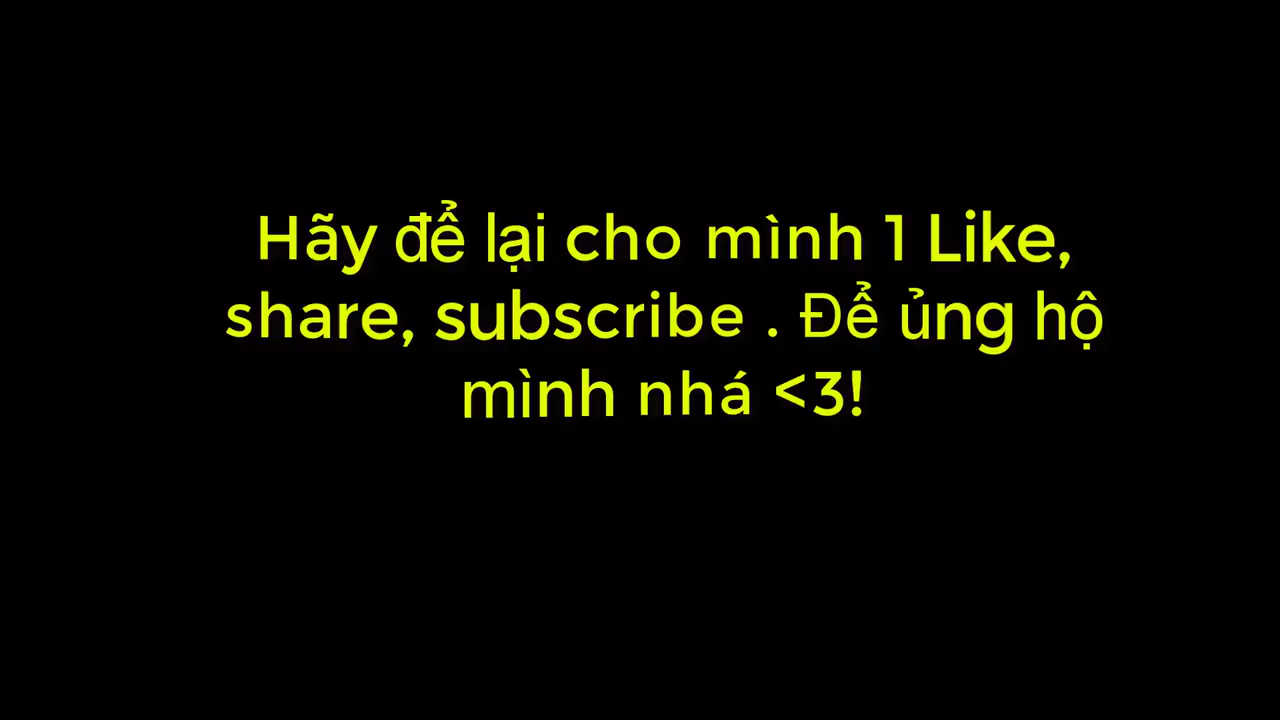 Hãy để lại cho mình 1 Like,
share, subscribe . Để ủng hộ
mình nhá <3!